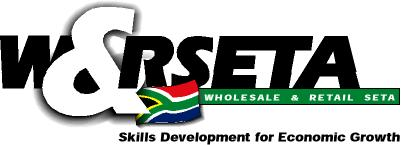 W&RSETA
WHOLESALE & RETAIL SETA
Skills Development for Economic Growth